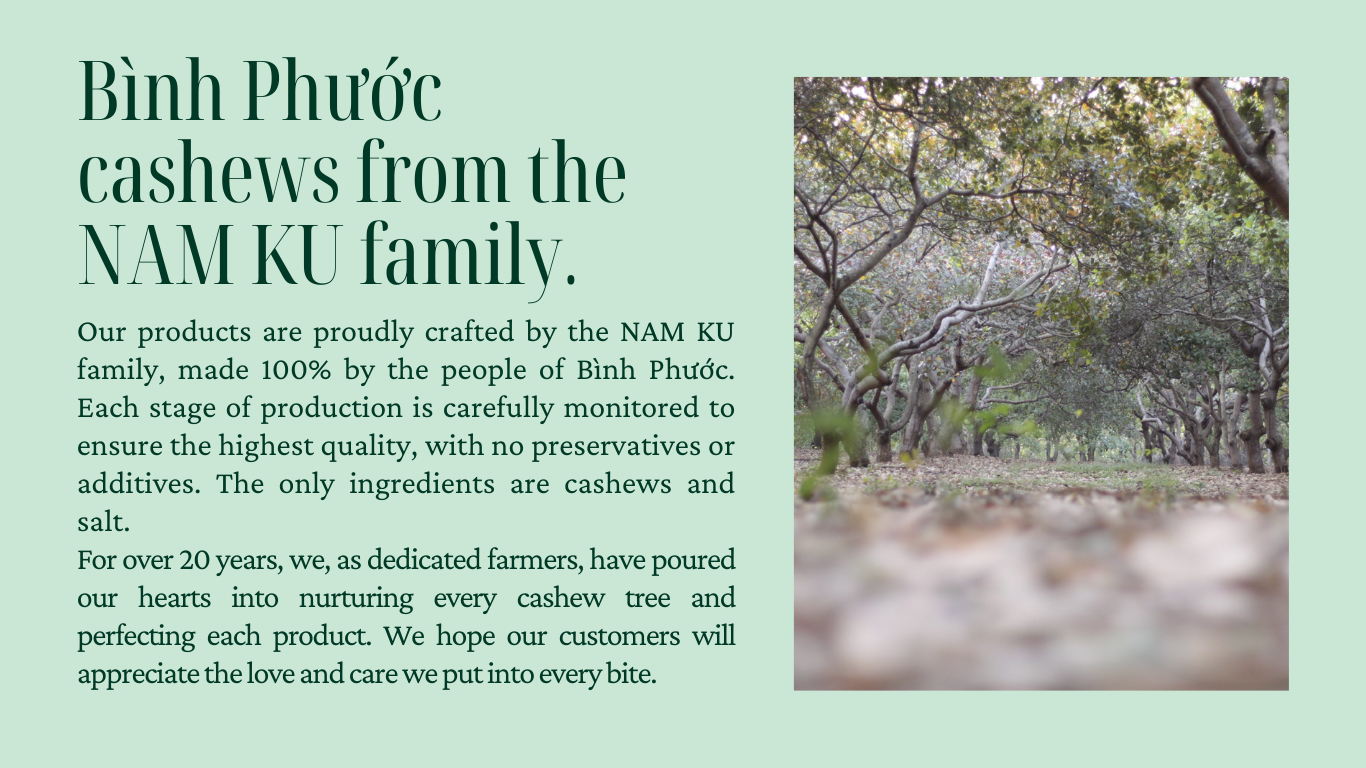 Bình Phước
cashews from the
NAM KU family.
Our products are proudly crafted by the NAM KU
family, made 100% by the people of Bình Phước.
Each stage of production is carefully monitored to
ensure the highest quality, with no preservatives or
additives. The only ingredients are cashews and
salt.
For over 20 years, we, as dedicated farmers, have poured
our hearts into nurturing every cashew tree and
perfecting each product. We hope our customers will
appreciate the love and care we put into every bite.